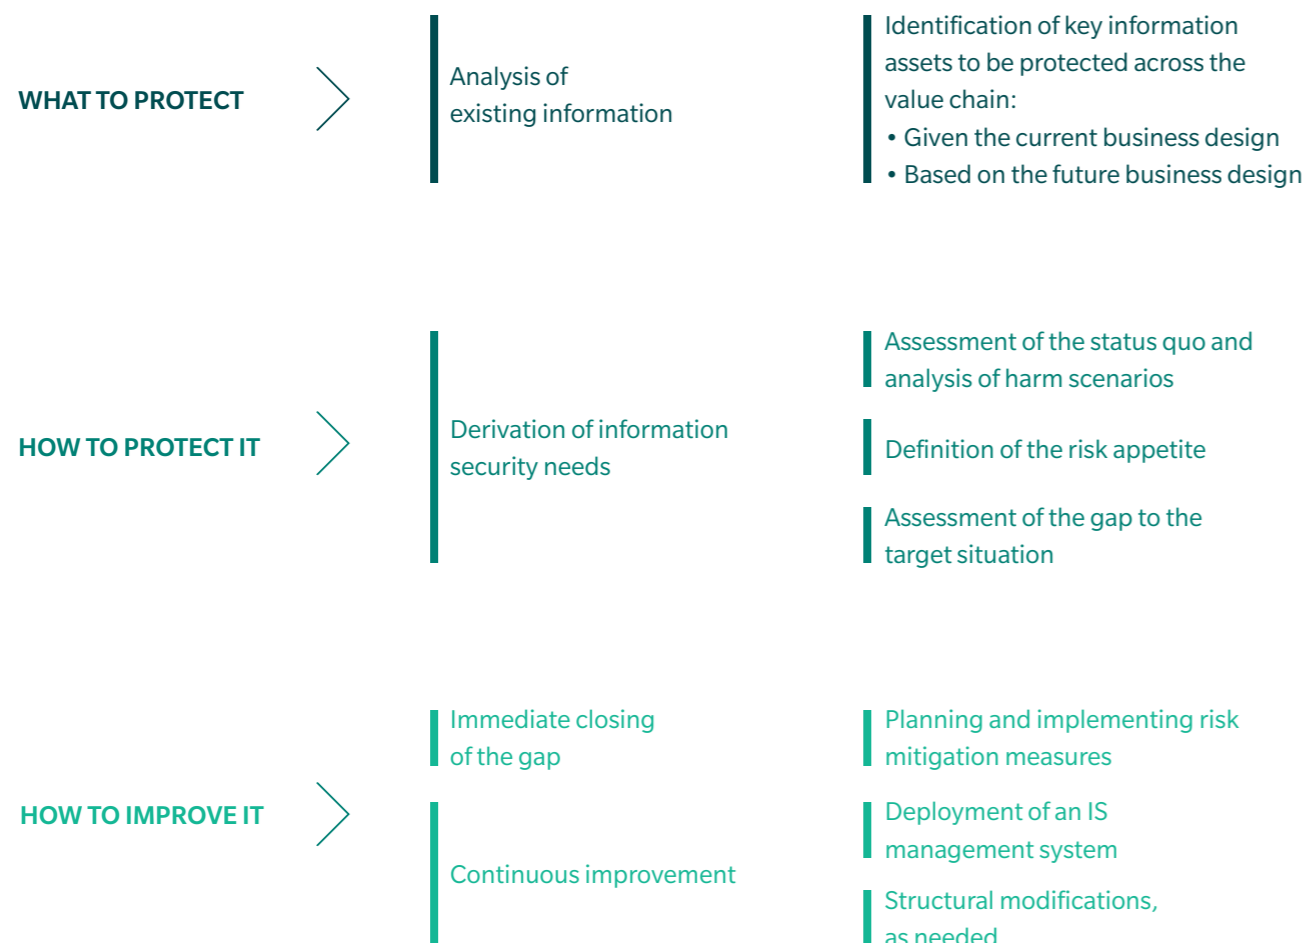 WHAT TO PROTECT
Analysis of
existing information
Identification of key information
assets to be protected across the
value chain:
• Given the current business design
• Based on the future business design
HOW TO PROTECT IT
Derivation of information
security needs
Assessment of the status quo and
analysis of harm scenarios
Definition of the risk appetite
Assessment of the gap to the
target situation
HOW TO IMPROVE IT
Immediate closing
of the gap
Planning and implementing risk
mitigation measures
Continuous improvement
Deployment of an IS
management system
Structural modifications,
as needed